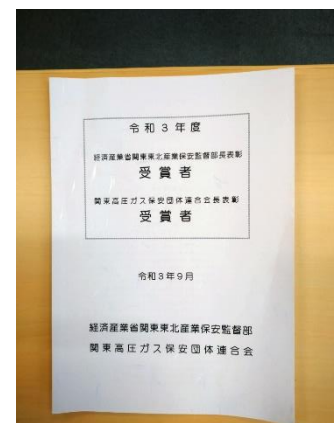 令和3年度
経済産業省関東東北産業保安監督部長表彰
受賞者
関東高圧ガス保安団体連合会長表彰
受賞者
令和3年9月
経済産業省関東東北産業保安監督部
関東高圧ガス保安団体連合会